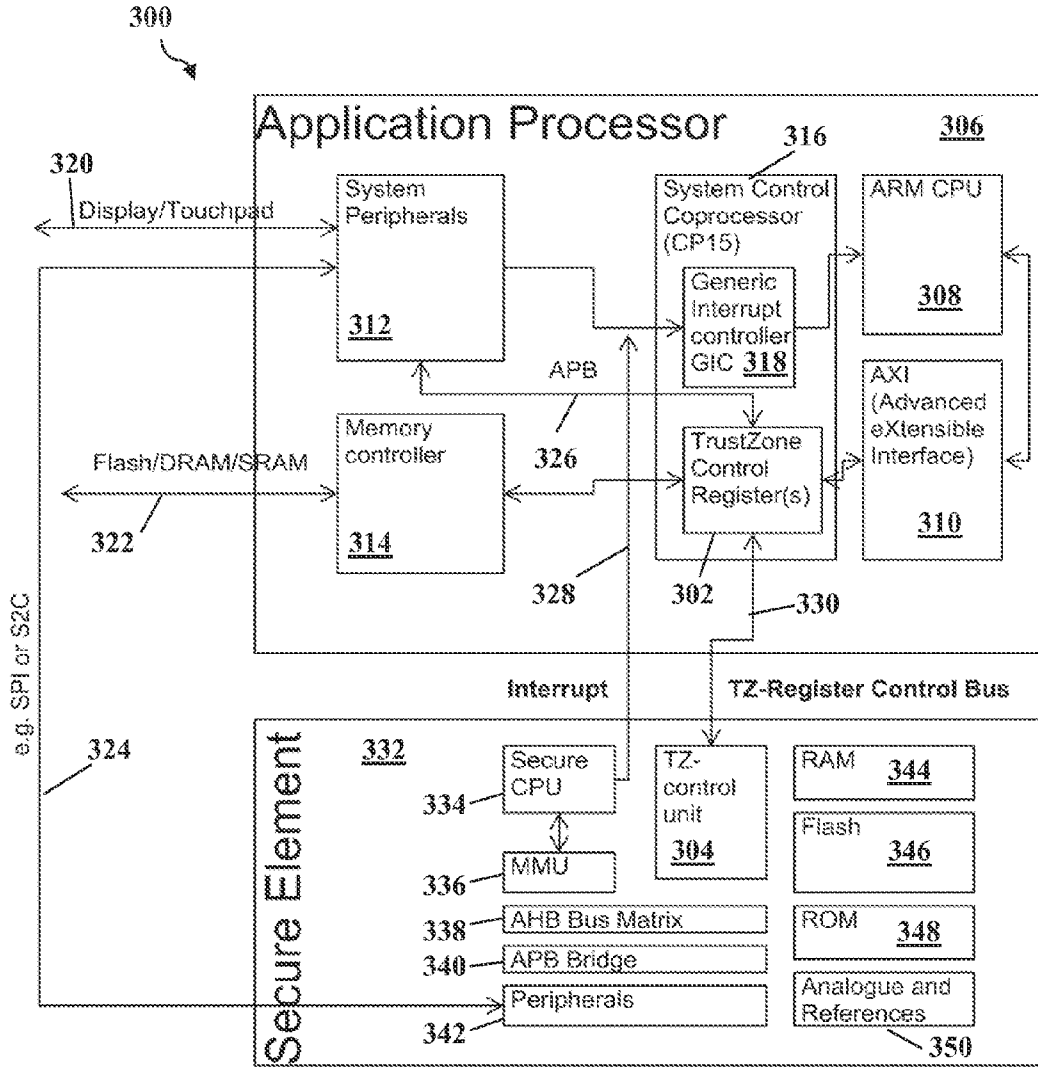 300
Application Processor
306
316
320
Display/Touchpad
System
Peripherals
312
System Control
Coprocessor
(CP15)
ARM CPU
308
Generic
Interrupt
controller
GIC 318
APB
326
AXI
(Advanced
eXtensible
Interface)
310
Flash/DRAM/SRAM
322
Memory
controller
314
TrustZone
Control
Register(s)
302
328
330
e.g. SPI or S2C
324
Interrupt
TZ-Register Control Bus
Secure Element
332
Secure
CPU
334
TZ-
control
unit
304
RAM
344
MMU
336
Flash
346
AHB Bus Matrix
338
ROM
348
APB Bridge
340
Peripherals
342
Analogue and
References
350